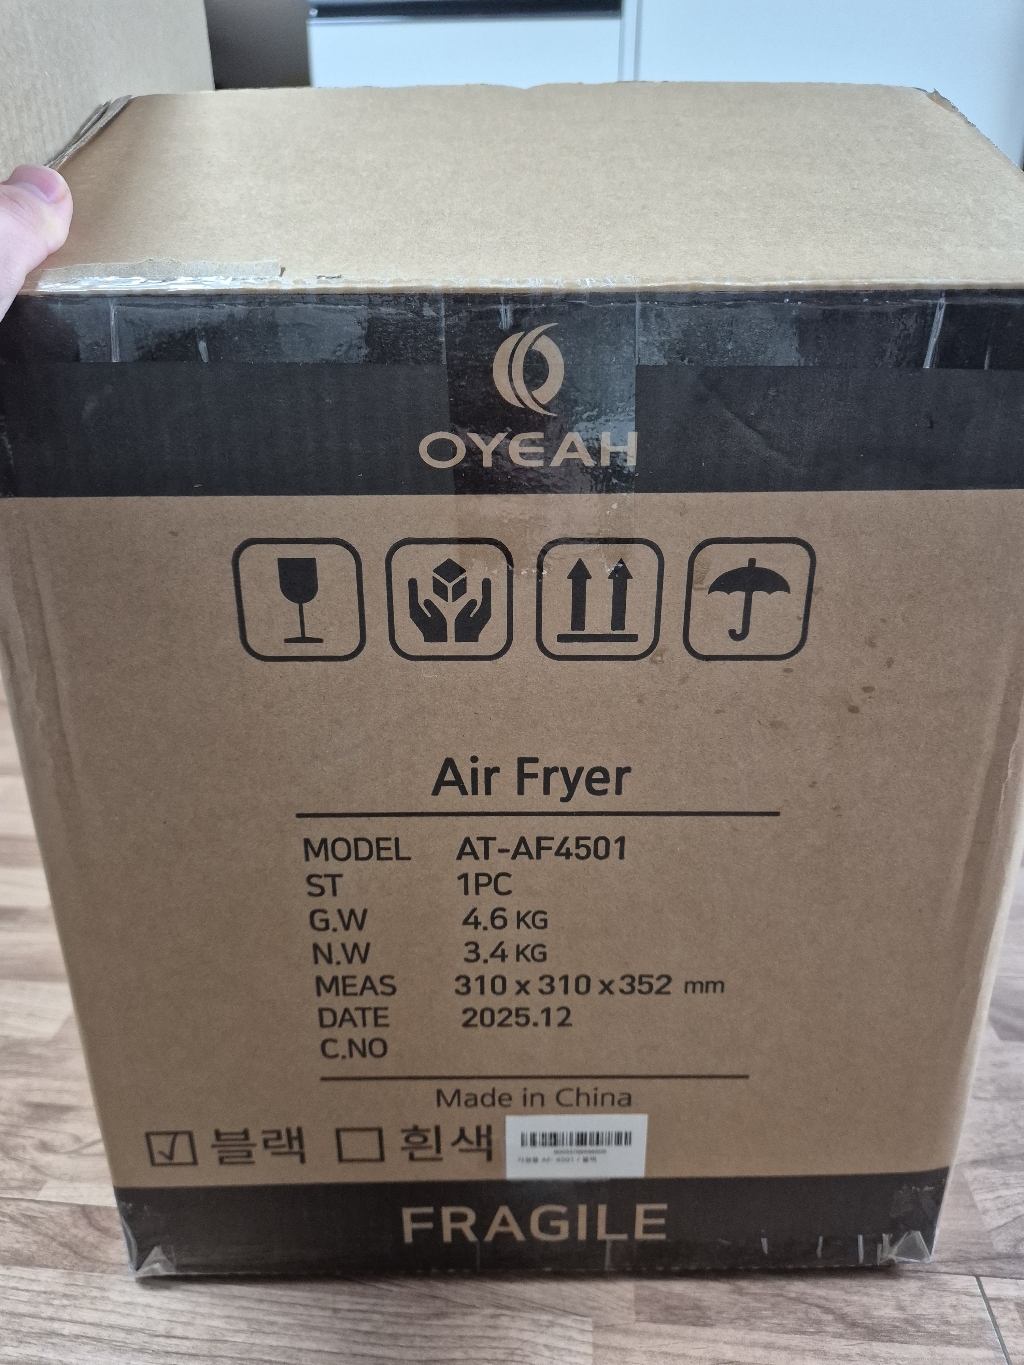 OYEAH
Air Fryer
MODEL AT-AF4501
ST 1PC
G.W 4.6 KG
N.W 3.4 KG
MEAS 310 x 310 x 352 mm
DATE 2025.12
C.NO
Made in China
블랙 흰색
FRAGILE